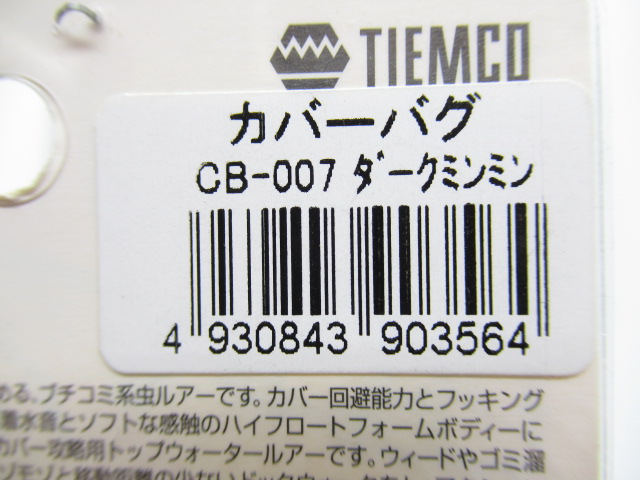 TIEMCO
カバーバグ
CB-007 ダークミンミン
4 930843 903564
める、プチコミ系虫ルアーです。カバー回避能力とフッキング
着水音とソフトな感触のハイフロートフォームボディーに
カバー攻略用トップウォータールアーです。ウィードやゴミ溜